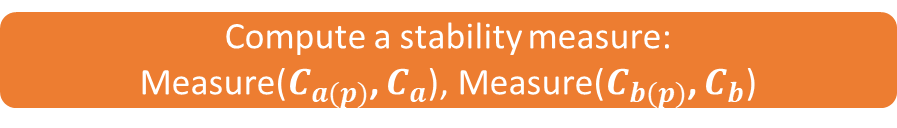 Compute a stability measure:
Measure(C_{a(p)}, C_a), Measure(C_{b(p)}, C_b)